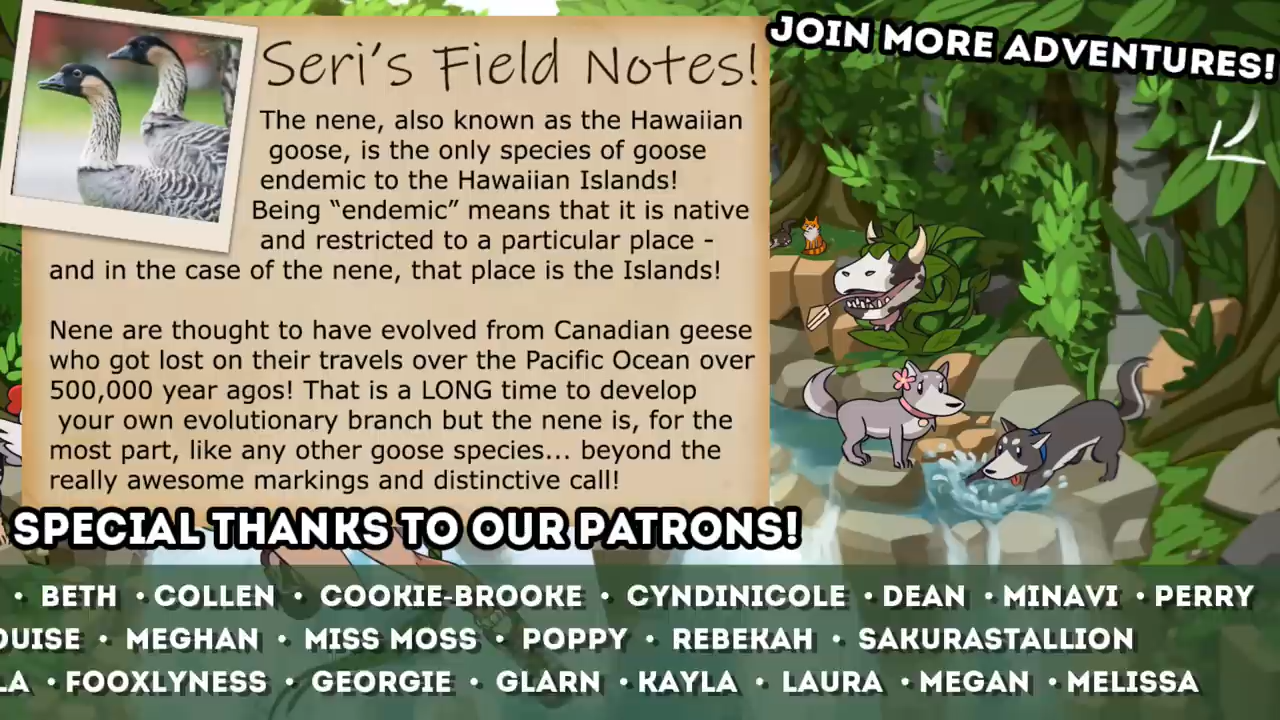 Seri's Field Notes!
The nene, also known as the Hawaiian
goose, is the only species of goose
endemic to the Hawaiian Islands!
Being "endemic" means that it is native
and restricted to a particular place -
and in the case of the nene, that place is the Islands!
Nene are thought to have evolved from Canadian geese
who got lost on their travels over the Pacific Ocean over
500,000 year agos! That is a LONG time to develop
your own evolutionary branch but the nene is, for the
most part, like any other goose species... beyond the
really awesome markings and distinctive call!
JOIN MORE ADVENTURES!
SPECIAL THANKS TO OUR PATRONS!
• BETH • COLLEN • COOKIE-BROOKE • CYNDINICOLE • DEAN • MINAVI • PERRY
OUISE • MEGHAN • MISS MOSS • POPPY • REBEKAH • SAKURASTALLION
LA • FOOXLYNESS • GEORGIE • GLARN • KAYLA • LAURA • MEGAN • MELISSA